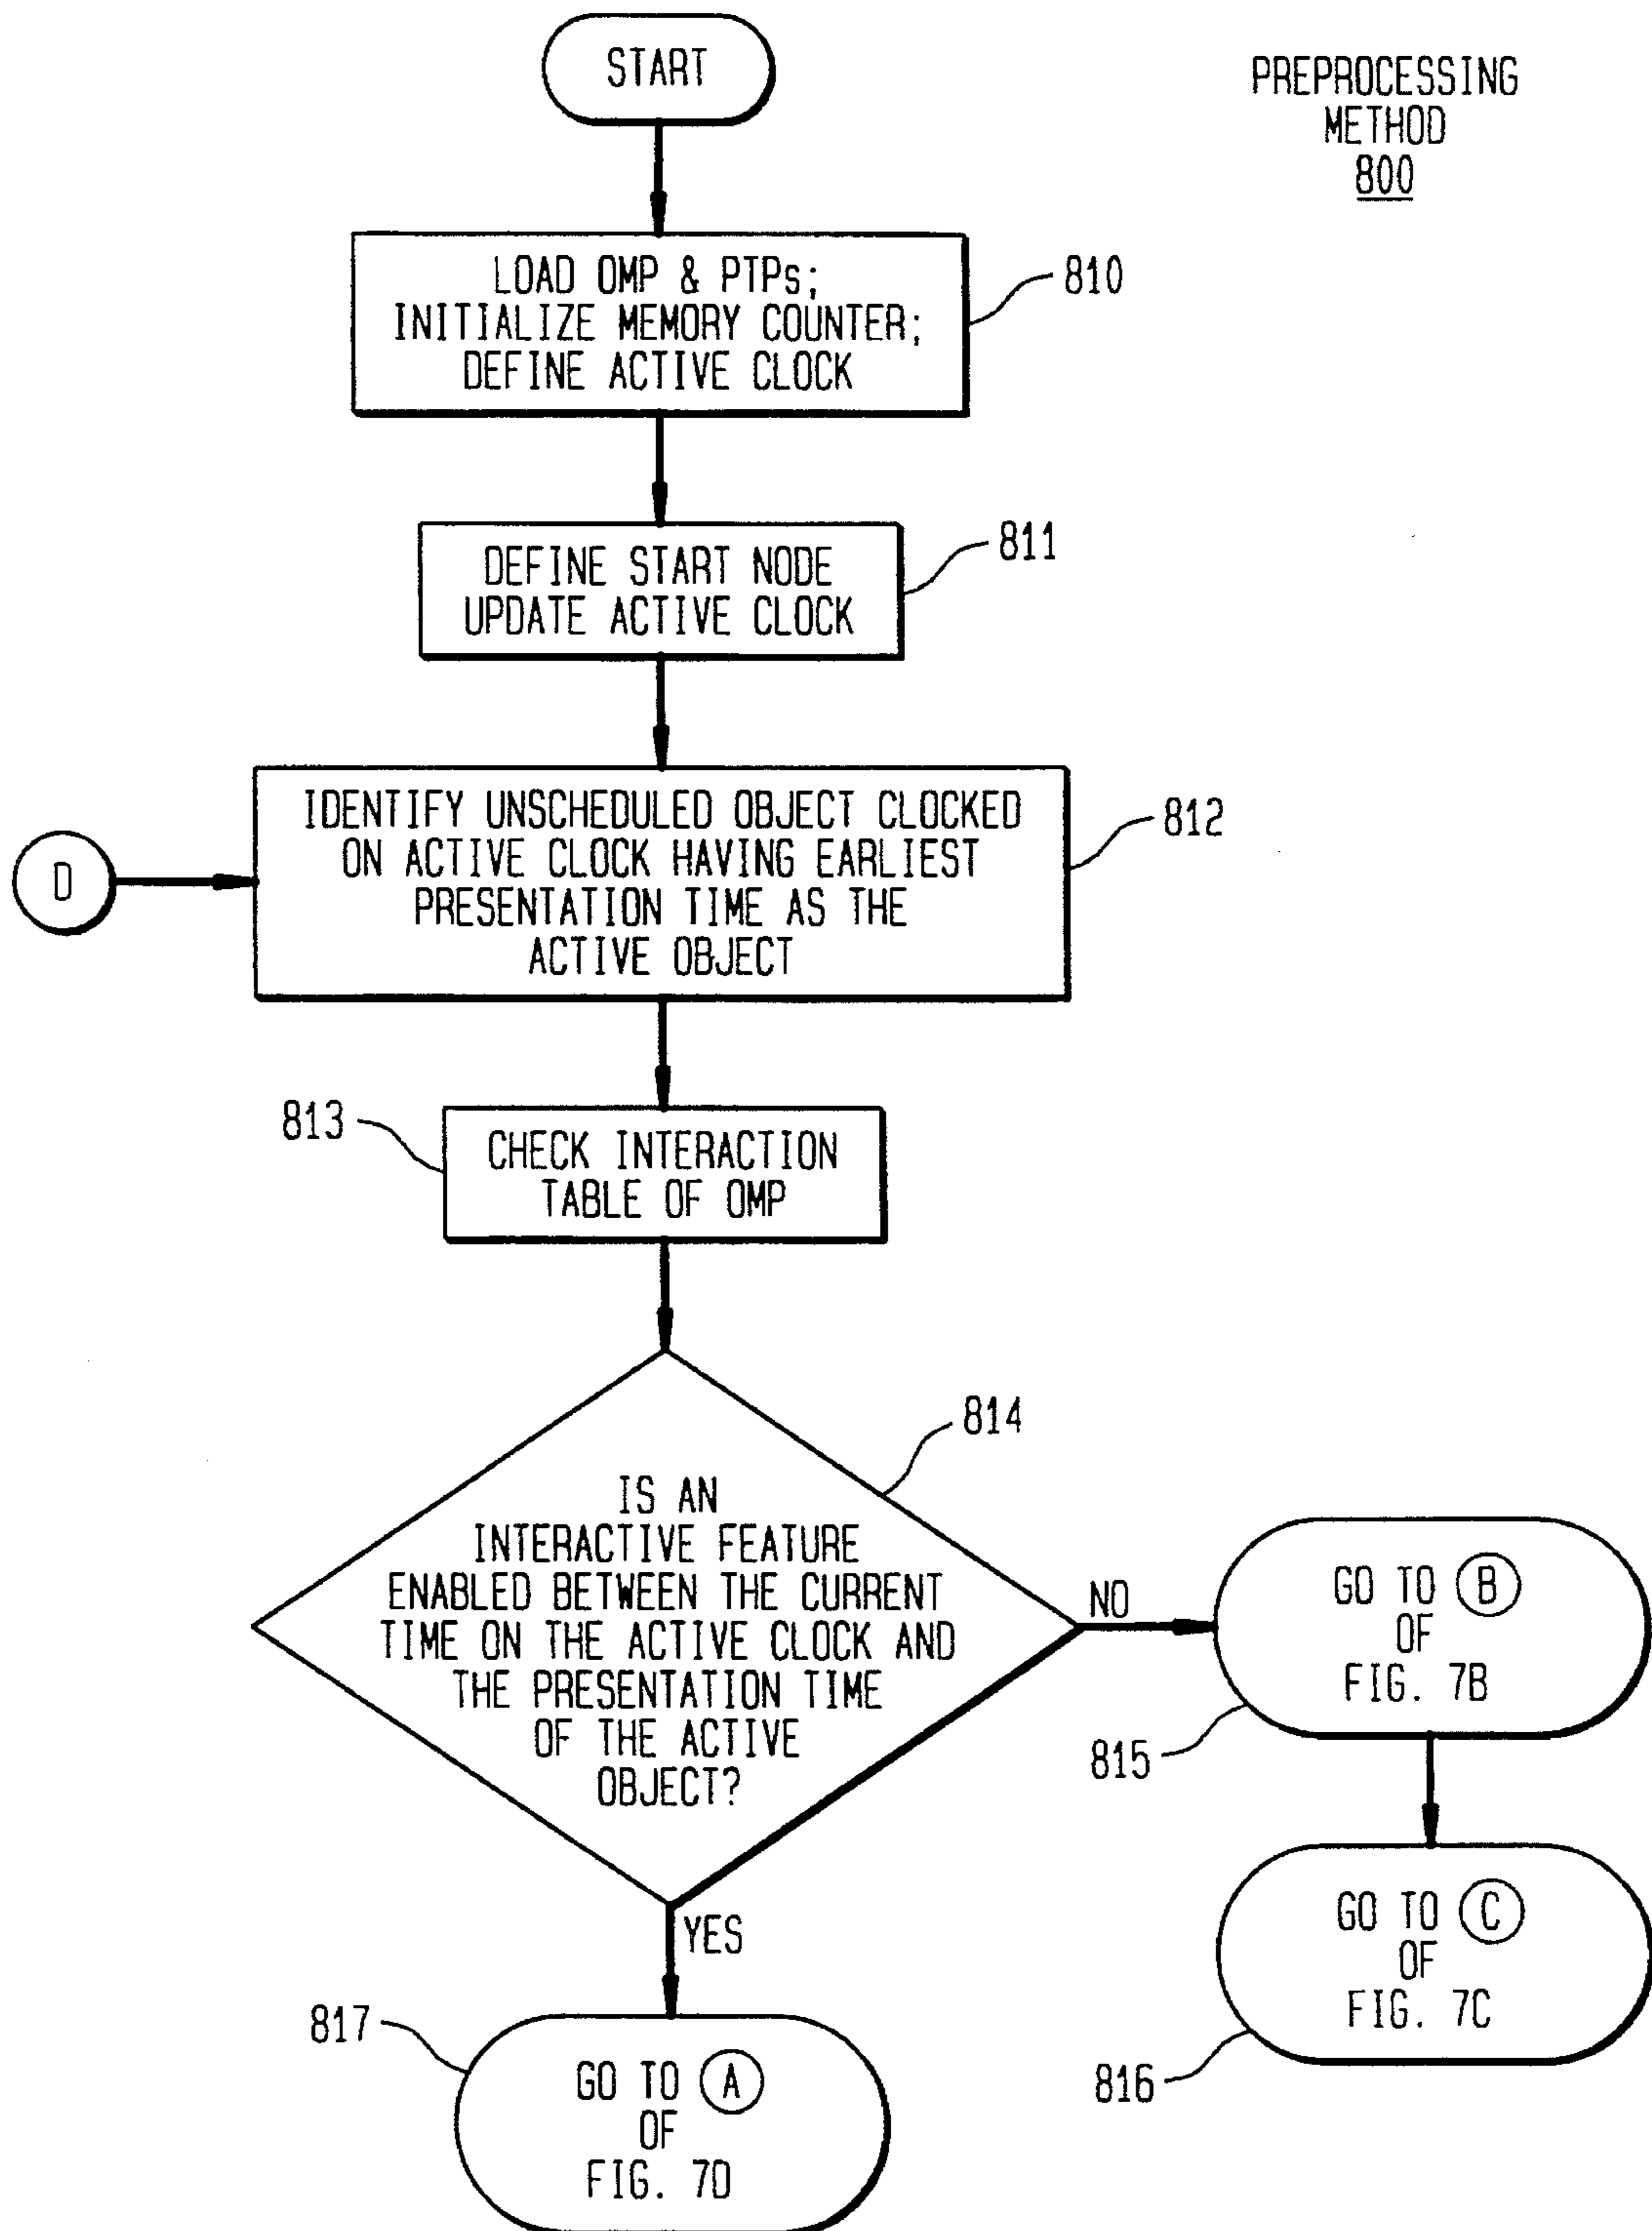 START
PREPROCESSING
METHOD
800
LOAD OMP & PTPs;
INITIALIZE MEMORY COUNTER;
DEFINE ACTIVE CLOCK
810
DEFINE START NODE
UPDATE ACTIVE CLOCK
811
IDENTIFY UNSCHEDULED OBJECT CLOCKED
ON ACTIVE CLOCK HAVING EARLIEST
PRESENTATION TIME AS THE
ACTIVE OBJECT
812
D
813
CHECK INTERACTION
TABLE OF OMP
814
IS AN
INTERACTIVE FEATURE
ENABLED BETWEEN THE CURRENT
TIME ON THE ACTIVE CLOCK AND
THE PRESENTATION TIME
OF THE ACTIVE
OBJECT?
NO
GO TO B
OF
FIG. 7B
815
GO TO C
OF
FIG. 7C
816
YES
817
GO TO A
OF
FIG. 7D